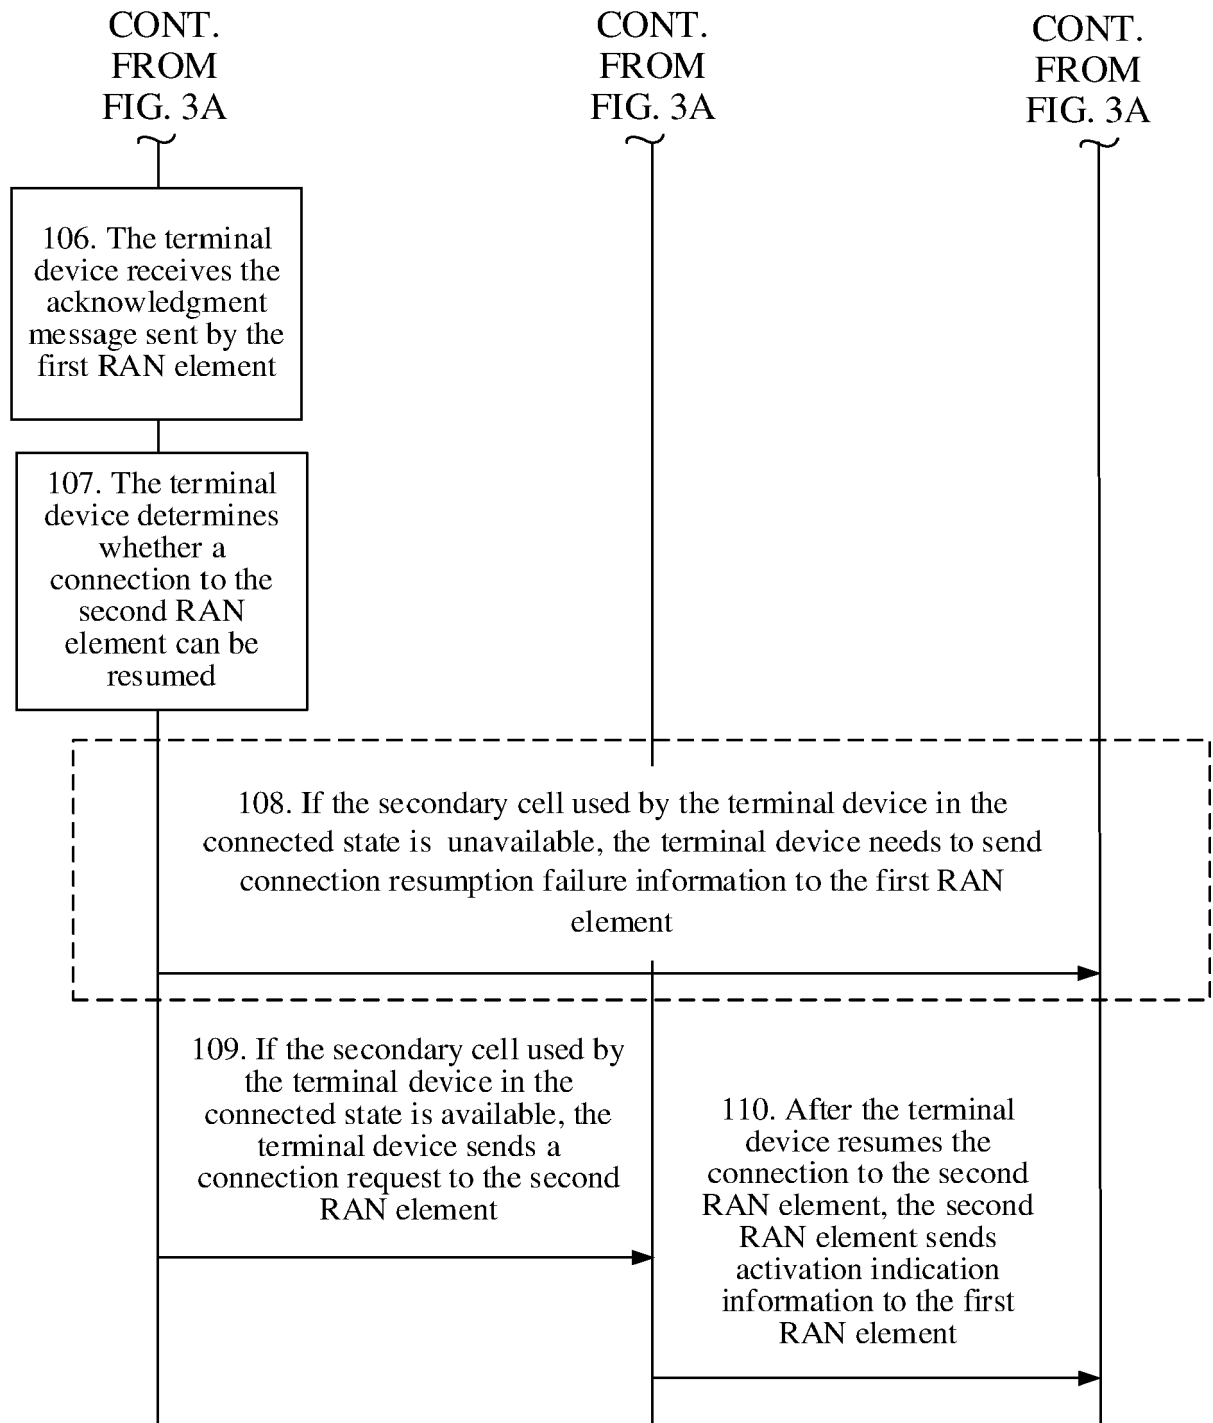 CONT.
FROM
FIG. 3A
CONT.
FROM
FIG. 3A
CONT.
FROM
FIG. 3A
106. The terminal
device receives the
acknowledgment
message sent by the
first RAN element
107. The terminal
device determines
whether a
connection to the
second RAN
element can be
resumed
108. If the secondary cell used by the terminal device in the
connected state is unavailable, the terminal device needs to send
connection resumption failure information to the first RAN
element
109. If the secondary cell used by
the terminal device in the
connected state is available, the
terminal device sends a
connection request to the second
RAN element
110. After the terminal
device resumes the
connection to the second
RAN element, the second
RAN element sends
activation indication
information to the first
RAN element